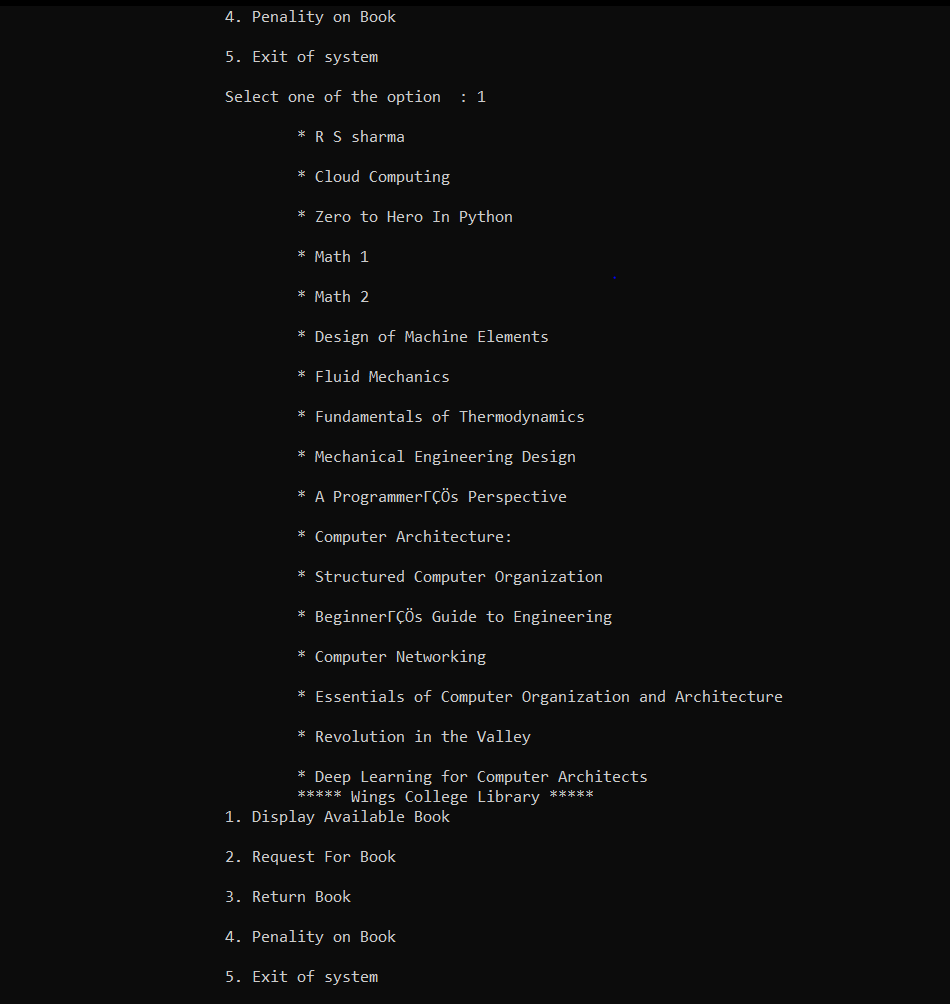 4. Penality on Book
5. Exit of system
Select one of the option  : 1
* R S sharma
* Cloud Computing
* Zero to Hero In Python
* Math 1
* Math 2
* Design of Machine Elements
* Fluid Mechanics
* Fundamentals of Thermodynamics
* Mechanical Engineering Design
* A ProgrammerΓÇÖs Perspective
* Computer Architecture:
* Structured Computer Organization
* BeginnerΓÇÖs Guide to Engineering
* Computer Networking
* Essentials of Computer Organization and Architecture
* Revolution in the Valley
* Deep Learning for Computer Architects
***** Wings College Library *****
1. Display Available Book
2. Request For Book
3. Return Book
4. Penality on Book
5. Exit of system